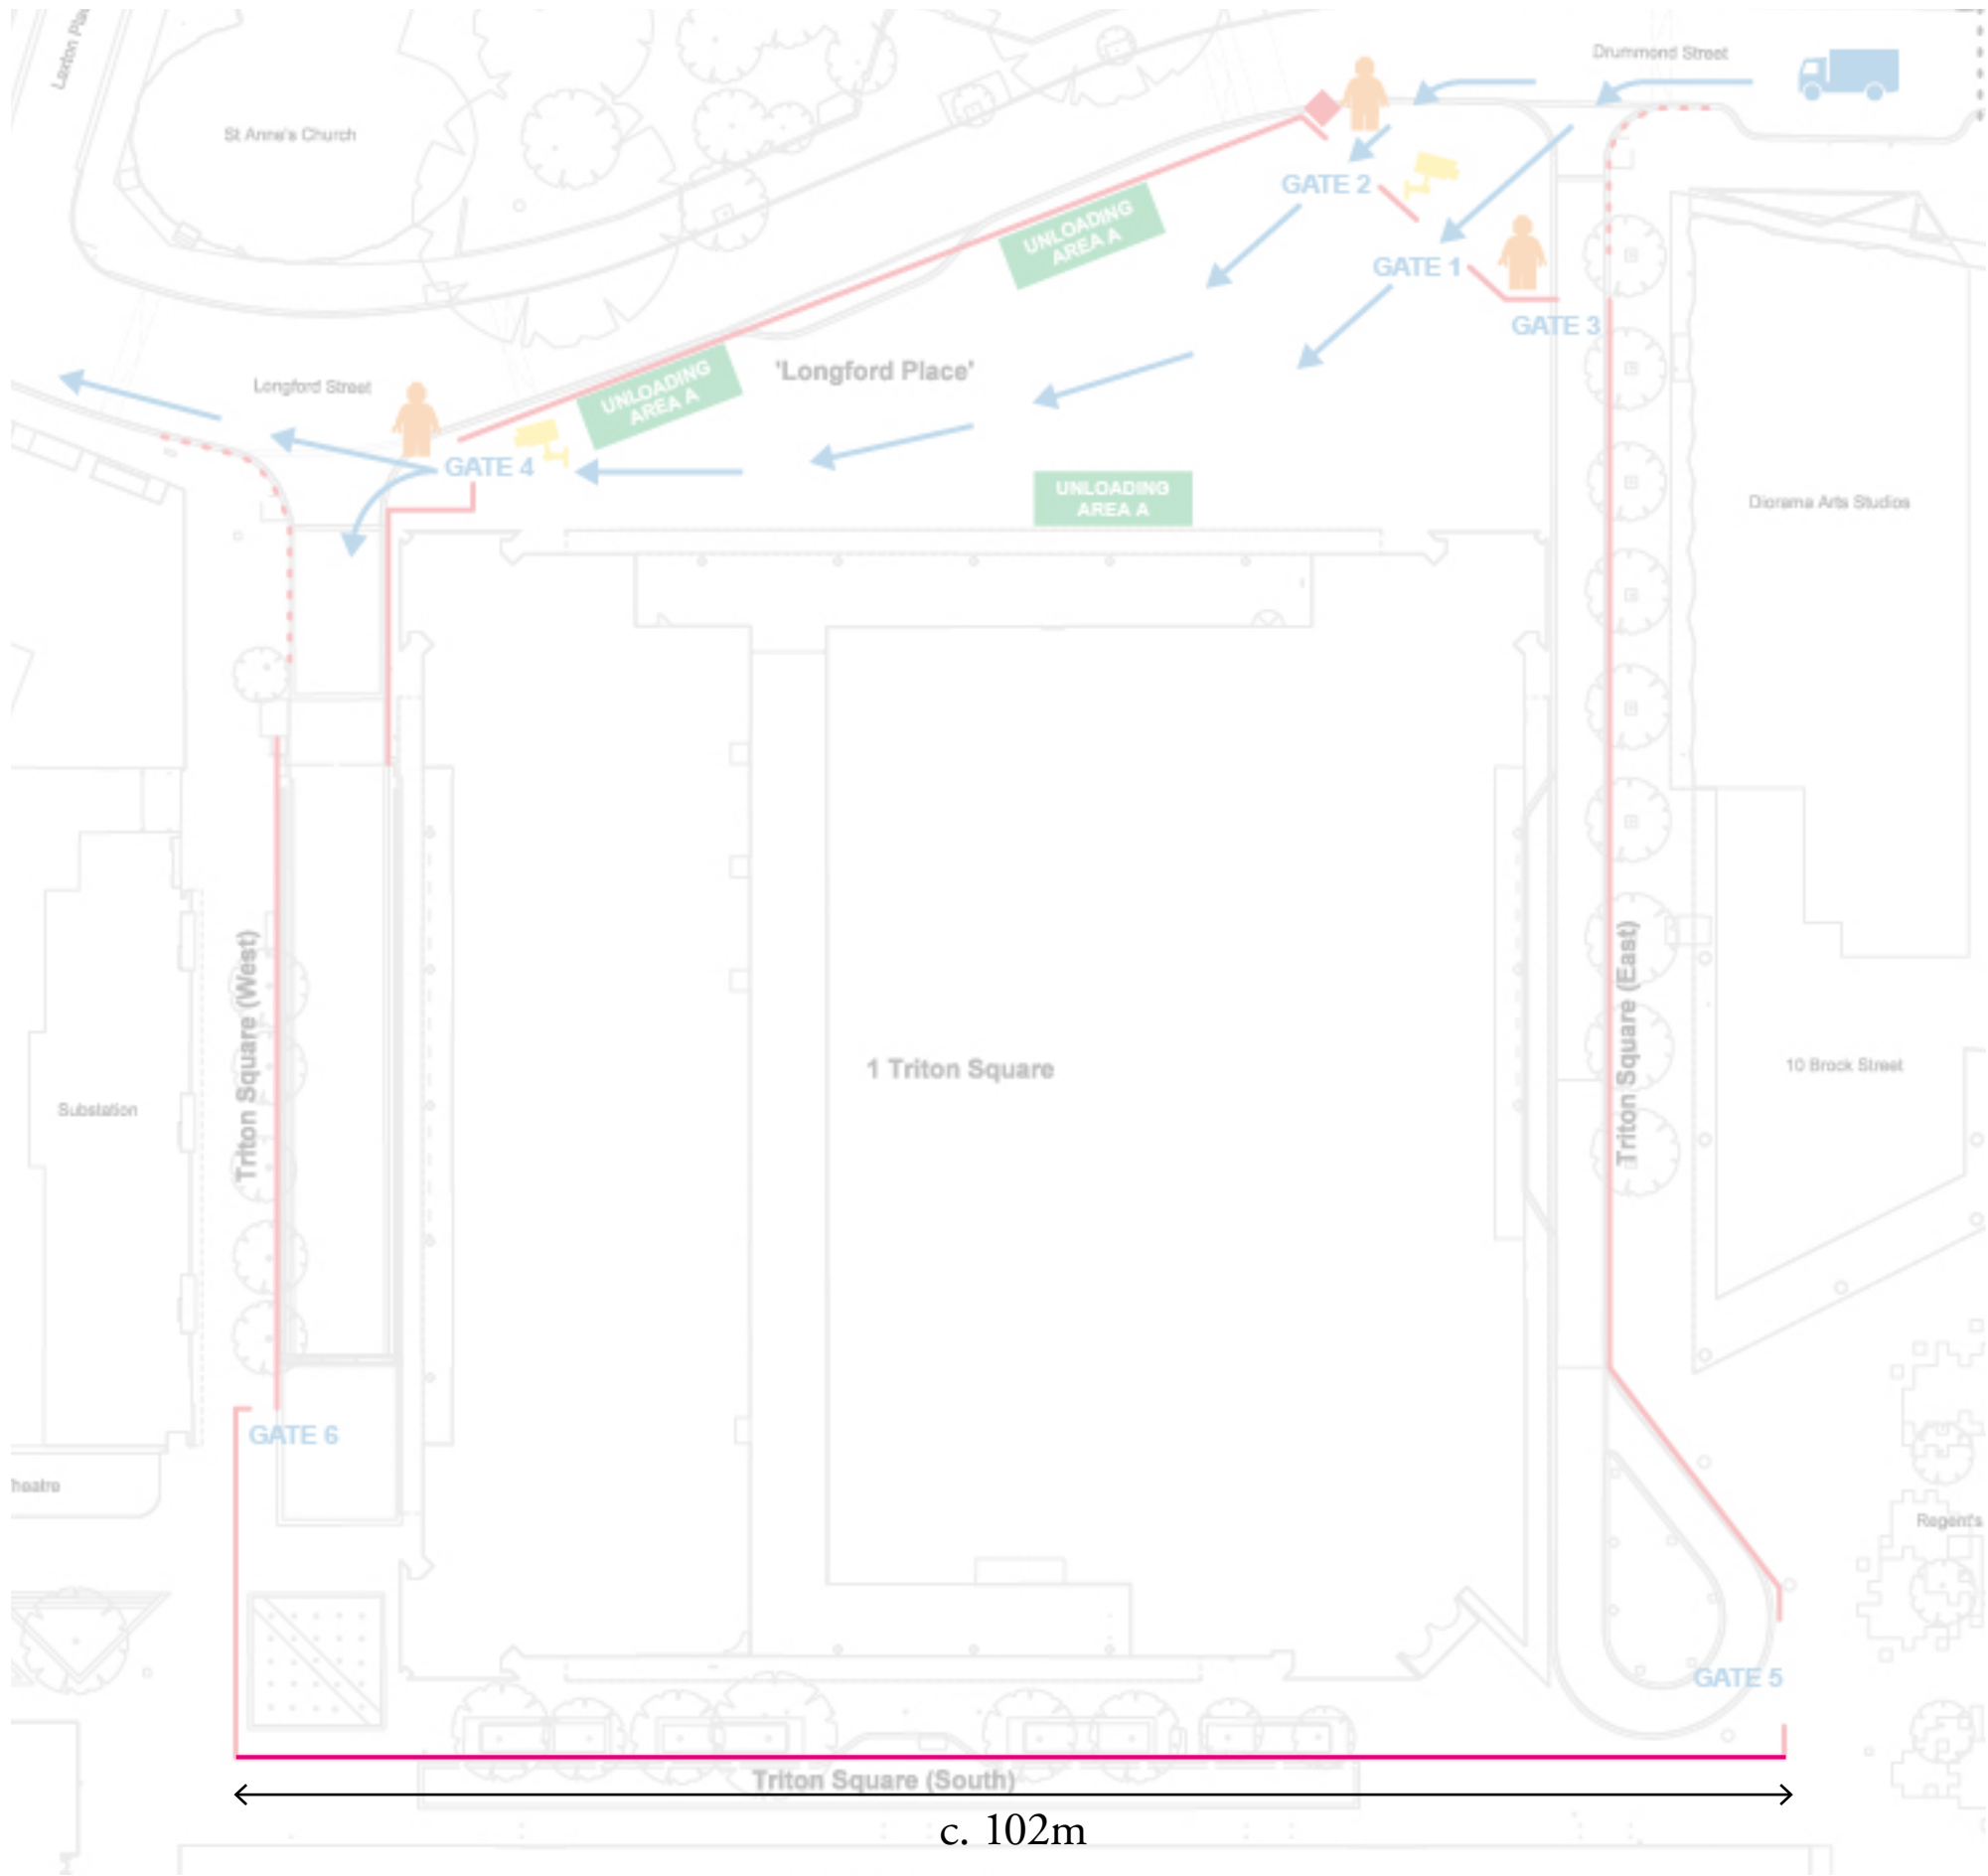 Drummond Street
St Anne's Church
GATE 2
UNLOADING
AREA A
GATE 1
GATE 3
'Longford Place'
UNLOADING
AREA A
Longford Street
GATE 4
UNLOADING
AREA A
Diorama Arts Studios
Triton Square (West)
Triton Square (East)
1 Triton Square
10 Brock Street
Substation
GATE 6
heatre
Regent's
GATE 5
Triton Square (South)
c. 102m